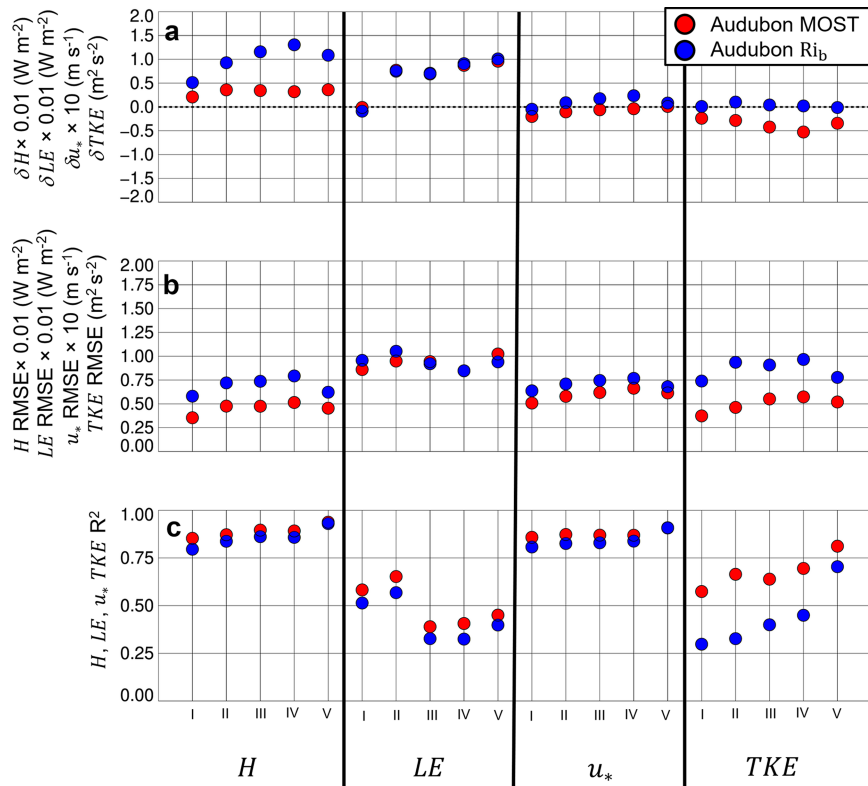 Audubon MOST
Audubon Ri_b
a
δH × 0.01 (W m⁻²)
δLE × 0.01 (W m⁻²)
δu_* × 10 (m s⁻¹)
δTKE (m² s⁻²)
2.0
1.5
1.0
0.5
0.0
−0.5
−1.0
−1.5
−2.0
b
H RMSE× 0.01 (W m⁻²)
LE RMSE × 0.01 (W m⁻²)
u_* RMSE × 10 (m s⁻¹)
TKE RMSE (m² s⁻²)
2.00
1.75
1.50
1.25
1.00
0.75
0.50
0.25
0.00
c
H, LE, u_* TKE R²
1.00
0.75
0.50
0.25
0.00
I II III IV V I II III IV V I II III IV V I II III IV V
H LE u_* TKE